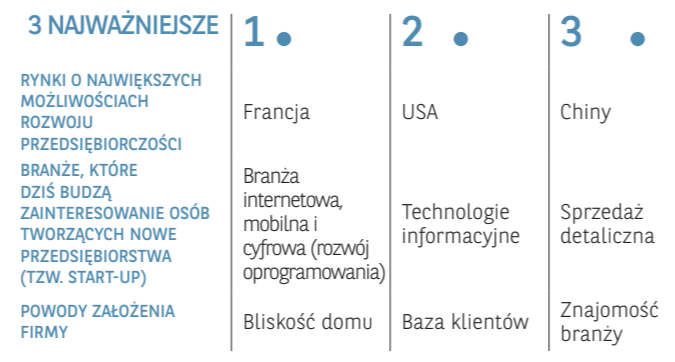 3 NAJWAŻNIEJSZE
1.
2.
3 .
RYNKI O NAJWIĘKSZYCH
MOŻLIWOŚCIACH
ROZWOJU
PRZEDSIĘBIORCZOŚCI
Francja
USA
Chiny
BRANŻE, KTÓRE
DZIŚ BUDZĄ
ZAINTERESOWANIE OSÓB
TWORZĄCYCH NOWE
PRZEDSIĘBIORSTWA
(TZW. START-UP)
Branża
internetowa,
mobilna i
cyfrowa (rozwój
oprogramowania)
Technologie
informacyjne
Sprzedaż
detaliczna
POWODY ZAŁOŻENIA
FIRMY
Bliskość domu
Baza klientów
Znajomość
branży